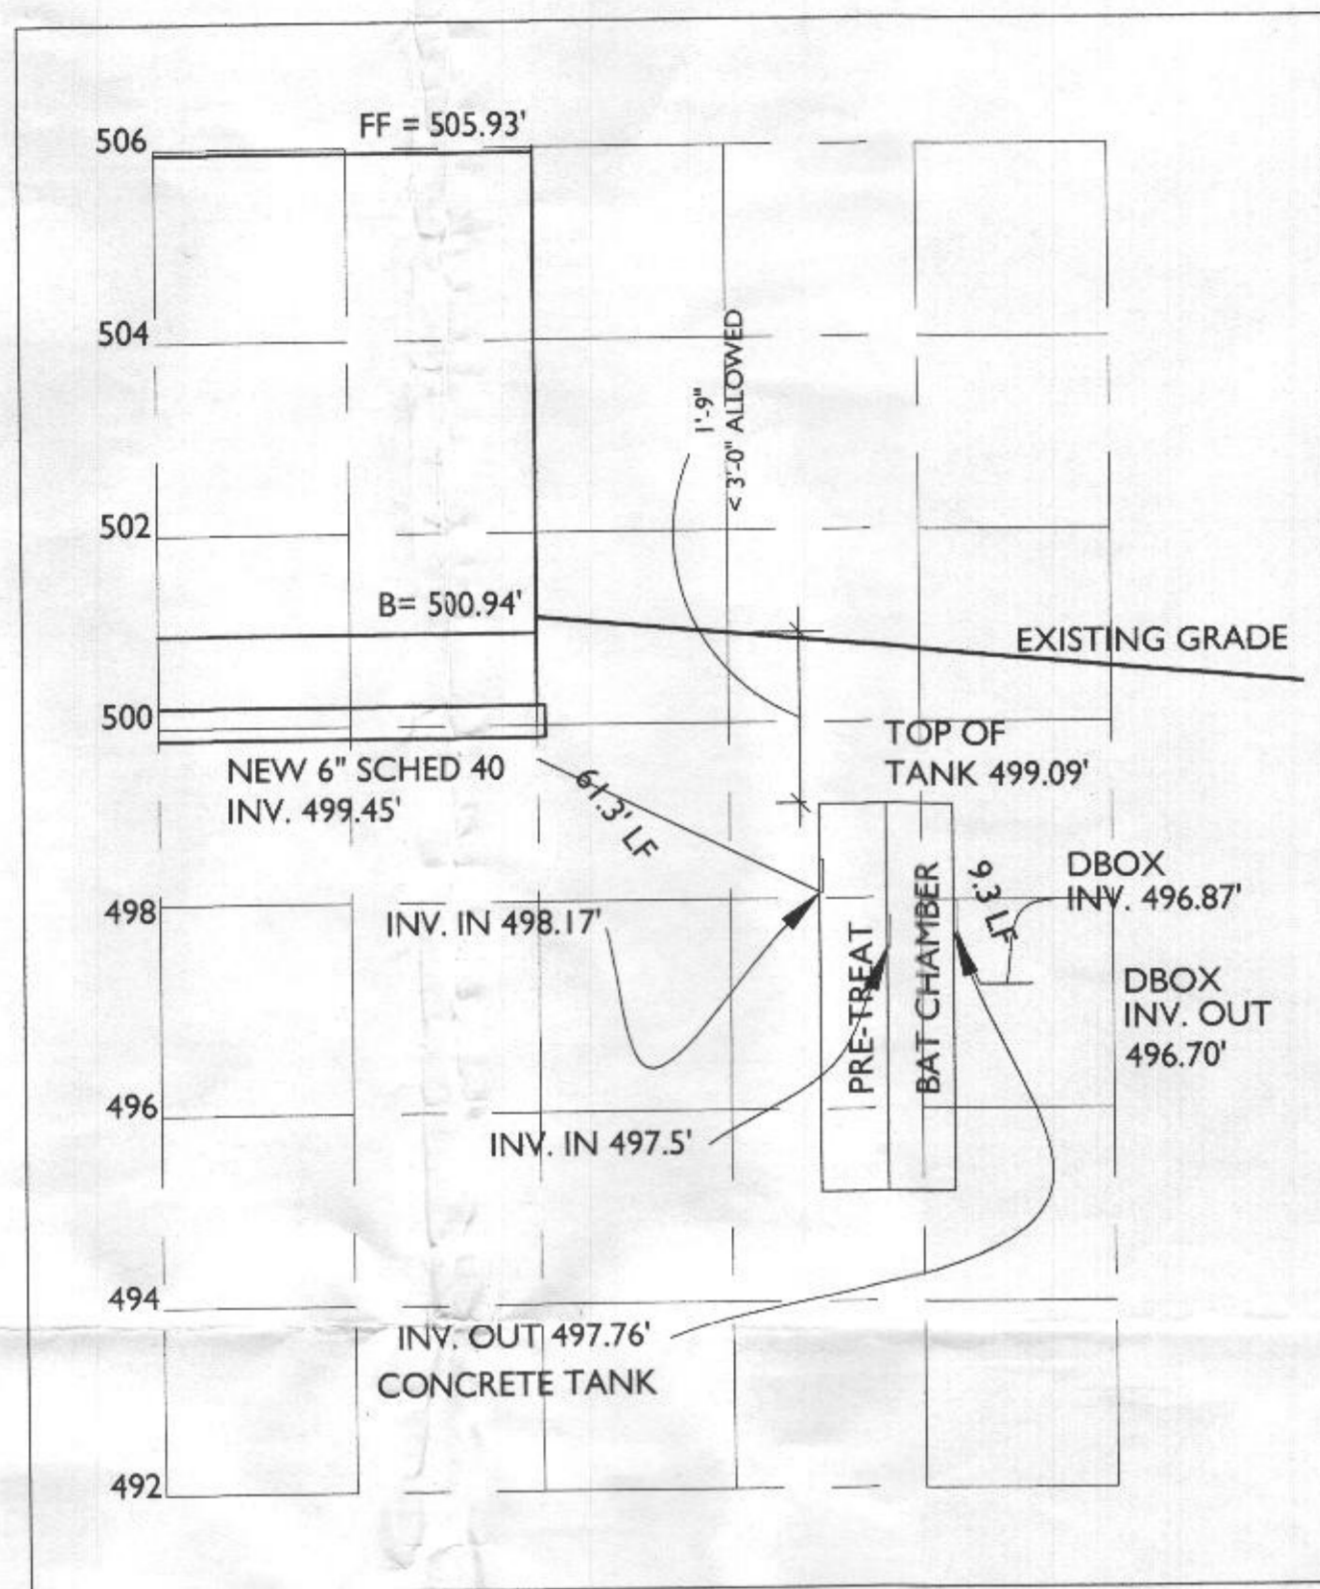 506
FF = 505.93'
504
1'-9"
< 3'-0" ALLOWED
502
B= 500.94'
EXISTING GRADE
500
TOP OF
TANK 499.09'
NEW 6" SCHED 40
INV. 499.45'
61.3' LF
DBOX
INV. 496.87'
9.3 LF
498
INV. IN 498.17'
PRE-TREAT
BAT CHAMBER
DBOX
INV. OUT
496.70'
496
INV. IN 497.5'
494
INV. OUT 497.76'
CONCRETE TANK
492